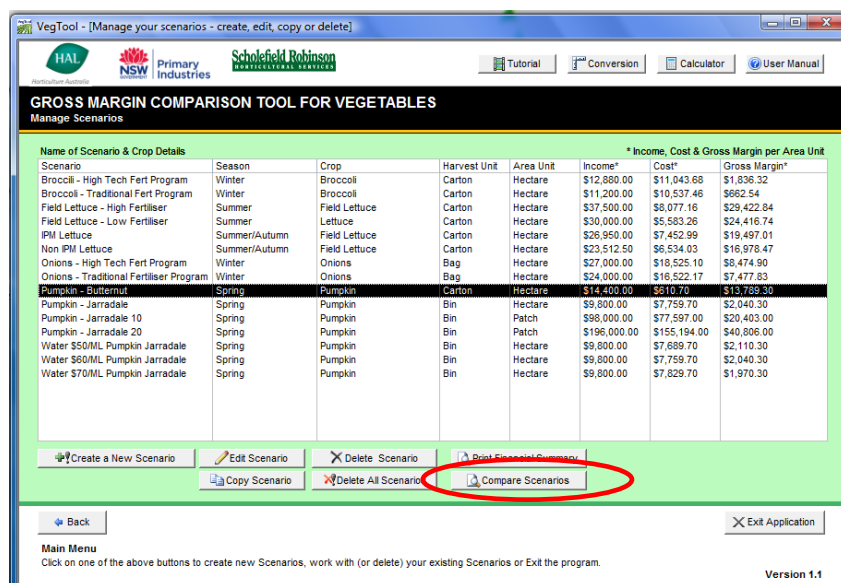 VegTool - [Manage your scenarios - create, edit, copy or delete]
HAL
Horticulture Australia
NSW
Primary
Industries
Scholefield Robinson
HORTICULTURAL SERVICES
Tutorial Conversion Calculator User Manual
GROSS MARGIN COMPARISON TOOL FOR VEGETABLES
Manage Scenarios
Name of Scenario & Crop Details * Income, Cost & Gross Margin per Area Unit
Scenario Season Crop Harvest Unit Area Unit Income* Cost* Gross Margin*
Broccili - High Tech Fert Program Winter Broccoli Carton Hectare $12,880.00 $11,043.68 $1,836.32
Broccoli - Traditional Fert Program Winter Broccoli Carton Hectare $11,200.00 $10,537.46 $662.54
Field Lettuce - High Fertiliser Summer Field Lettuce Carton Hectare $37,500.00 $8,077.16 $29,422.84
Field Lettuce - Low Fertiliser Summer Lettuce Carton Hectare $30,000.00 $5,583.26 $24,416.74
IPM Lettuce Summer/Autumn Field Lettuce Carton Hectare $26,950.00 $7,452.99 $19,497.01
Non IPM Lettuce Summer/Autumn Field Lettuce Carton Hectare $23,512.50 $6,534.03 $16,978.47
Onions - High Tech Fert Program Winter Onions Bag Hectare $27,000.00 $18,525.10 $8,474.90
Onions - Traditional Fertiliser Program Winter Onions Bag Hectare $24,000.00 $16,522.17 $7,477.83
Pumpkin - Butternut Spring Pumpkin Carton Hectare $14,400.00 $610.70 $13,789.30
Pumpkin - Jarradale Spring Pumpkin Bin Hectare $9,800.00 $7,759.70 $2,040.30
Pumpkin - Jarradale 10 Spring Pumpkin Bin Patch $98,000.00 $77,597.00 $20,403.00
Pumpkin - Jarradale 20 Spring Pumpkin Bin Patch $196,000.00 $155,194.00 $40,806.00
Water $50/ML Pumpkin Jarradale Spring Pumpkin Bin Hectare $9,800.00 $7,689.70 $2,110.30
Water $60/ML Pumpkin Jarradale Spring Pumpkin Bin Hectare $9,800.00 $7,759.70 $2,040.30
Water $70/ML Pumpkin Jarradale Spring Pumpkin Bin Hectare $9,800.00 $7,829.70 $1,970.30
Create a New Scenario Edit Scenario Delete Scenario Print Financial Summary
Copy Scenario Delete All Scenario Compare Scenarios
Back Exit Application
Main Menu
Click on one of the above buttons to create new Scenarios, work with (or delete) your existing Scenarios or Exit the program.
Version 1.1